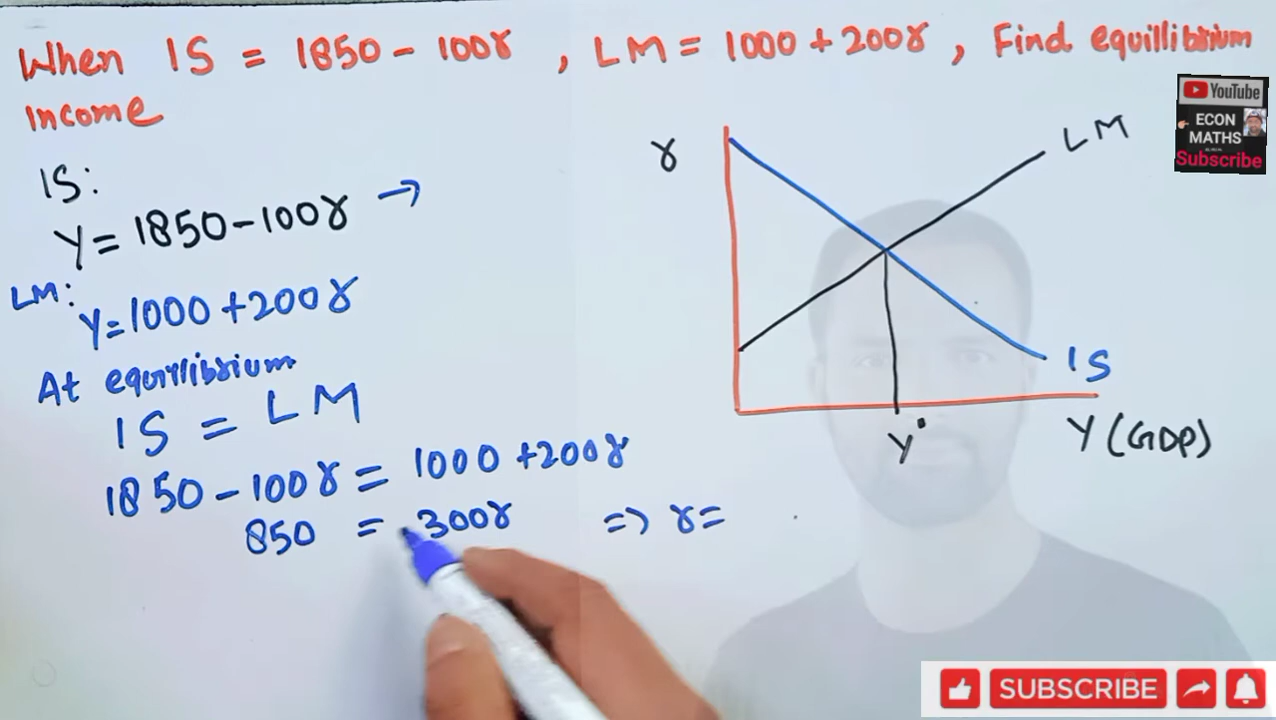 When IS = 1850 - 100r , LM = 1000 + 200r , Find equillibrium
income
YouTube
ECON
MATHS
Subscribe
IS:
Y = 1850 - 100r →
LM:
Y = 1000 + 200r
At equillibrium
IS = LM
1850 - 100r = 1000 + 200r
850 = 300r => r =
r
LM
IS
Y*
Y (GDP)
SUBSCRIBE